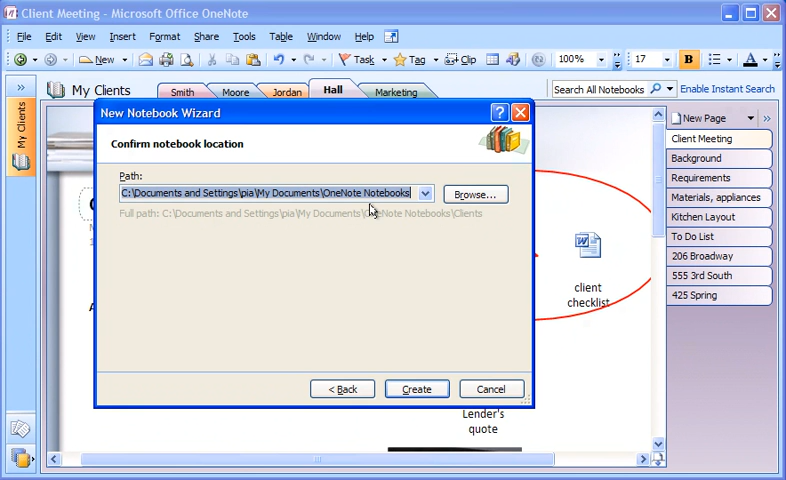 Client Meeting - Microsoft Office OneNote
File Edit View Insert Format Share Tools Table Window Help
Back New Task Tag Clip 100% 17 B A
My Clients Smith Moore Jordan Hall Marketing Search All Notebooks Enable Instant Search
My Clients
New Notebook Wizard
Confirm notebook location
Path:
C:\Documents and Settings\pia\My Documents\OneNote Notebooks
Browse...
Full path: C:\Documents and Settings\pia\My Documents\OneNote Notebooks\Clients
< Back Create Cancel
client
checklist
Lender's
quote
New Page
Client Meeting
Background
Requirements
Materials, appliances
Kitchen Layout
To Do List
206 Broadway
555 3rd South
425 Spring